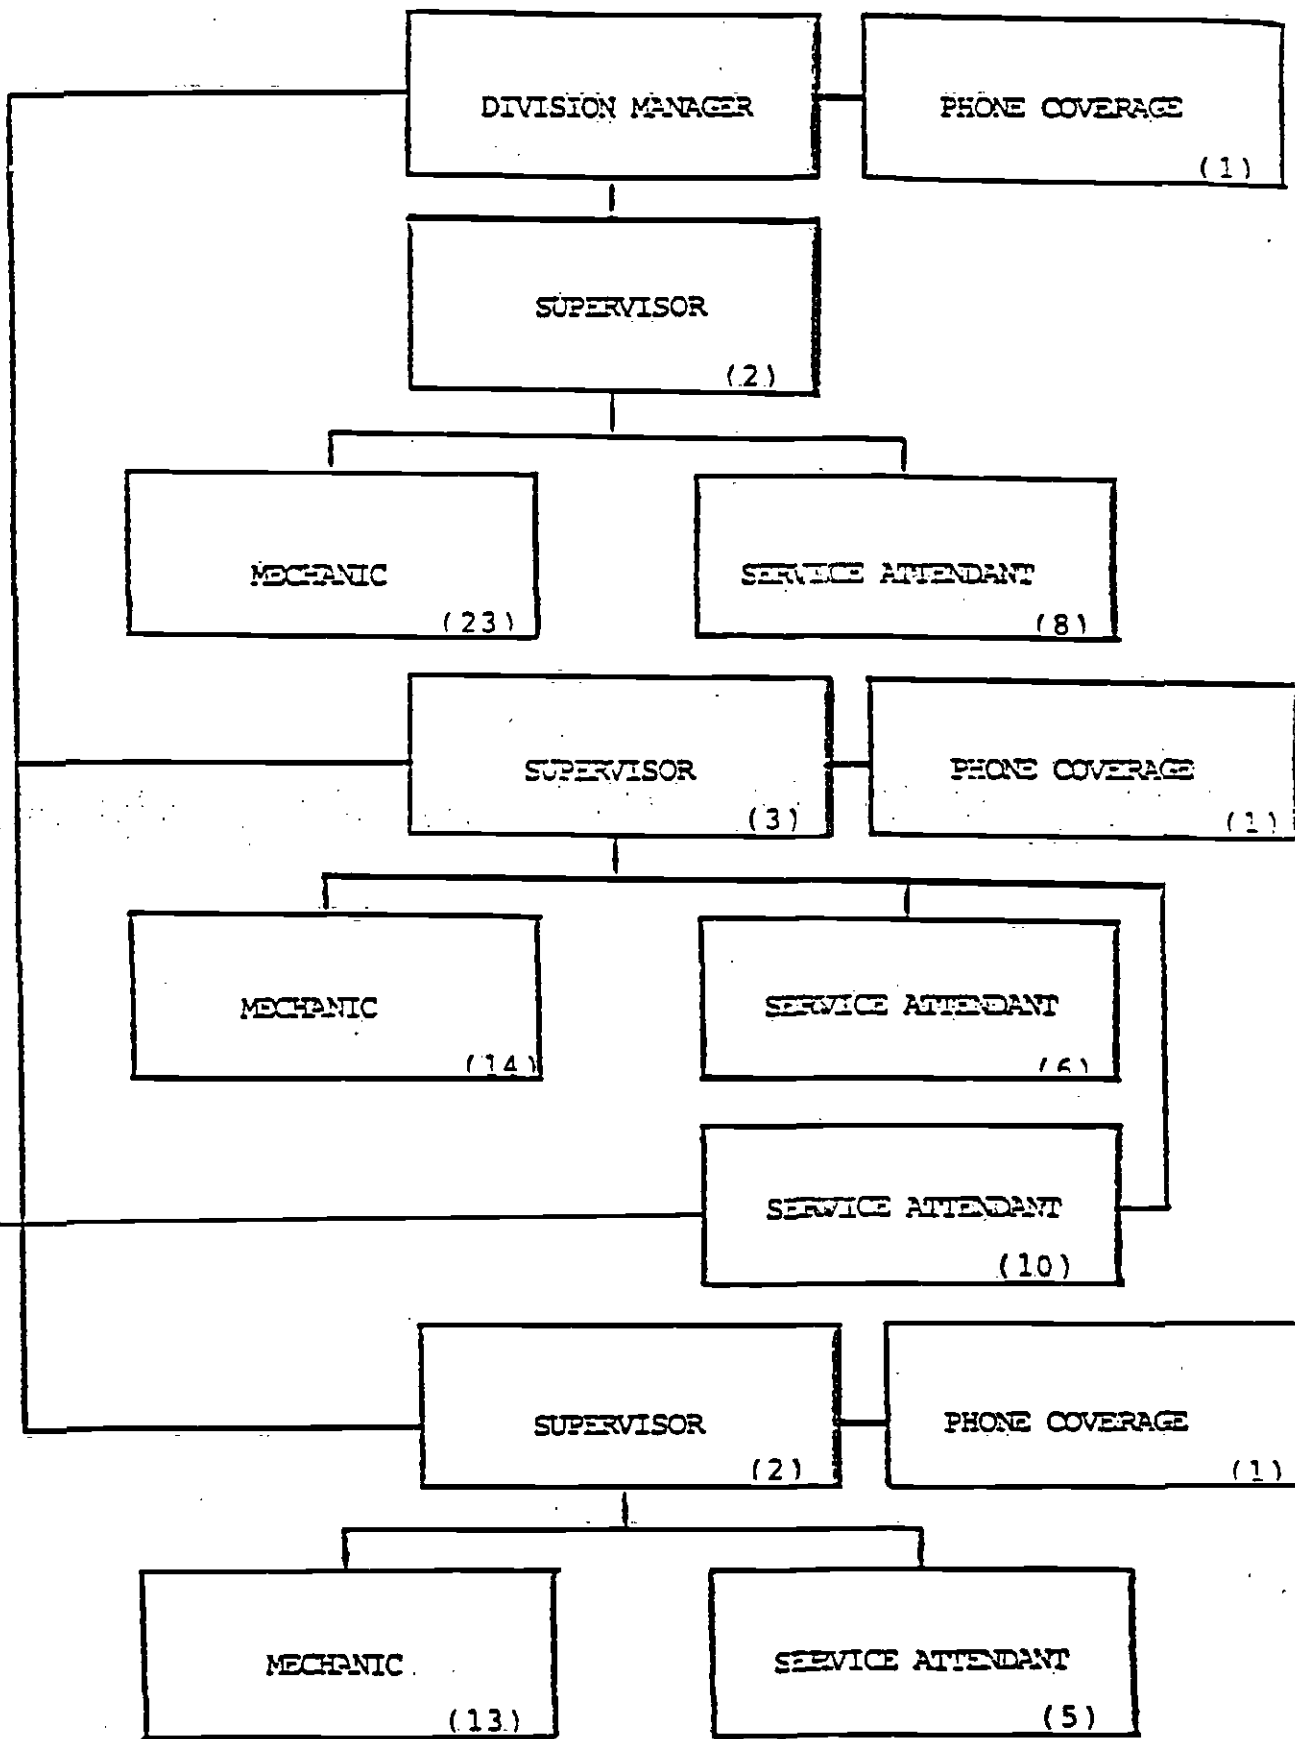 DIVISION MANAGER
PHONE COVERAGE
(1)
SUPERVISOR
(2)
MECHANIC
(23)
SERVICE ATTENDANT
(8)
SUPERVISOR
(3)
PHONE COVERAGE
(1)
MECHANIC
(14)
SERVICE ATTENDANT
(6)
SERVICE ATTENDANT
(10)
SUPERVISOR
(2)
PHONE COVERAGE
(1)
MECHANIC
(13)
SERVICE ATTENDANT
(5)